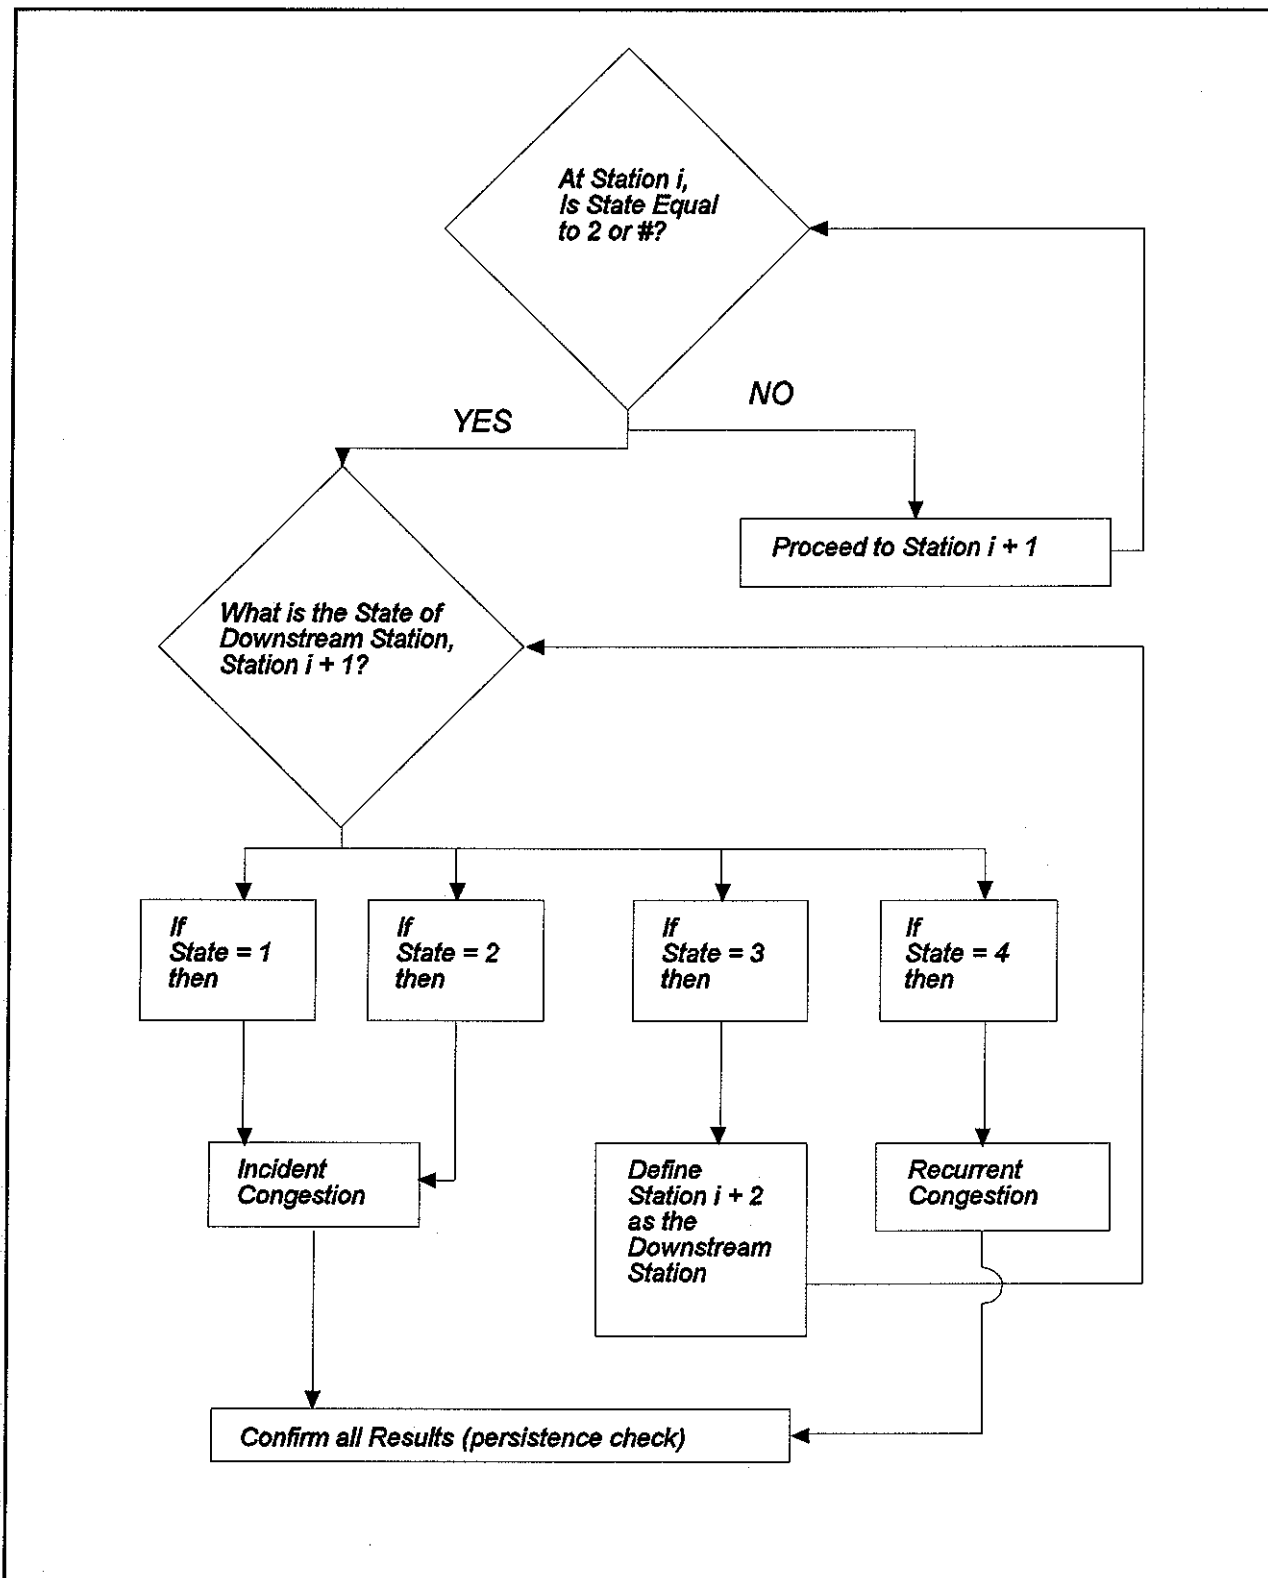 At Station i,
Is State Equal
to 2 or #?
NO
YES
Proceed to Station i + 1
What is the State of
Downstream Station,
Station i + 1?
If
State = 1
then
If
State = 2
then
If
State = 3
then
If
State = 4
then
Incident
Congestion
Define
Station i + 2
as the
Downstream
Station
Recurrent
Congestion
Confirm all Results (persistence check)